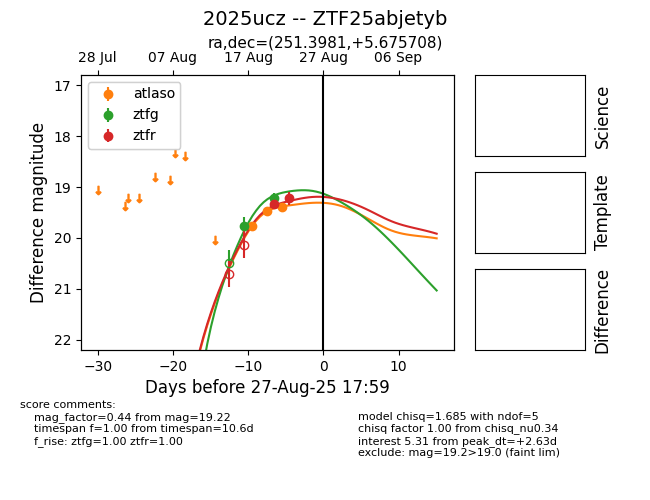 2025ucz -- ZTF25abjetyb
ra,dec=(251.3981,+5.675708)
28 Jul 07 Aug 17 Aug 27 Aug 06 Sep
17
18
19
20
21
22
Difference magnitude
atlaso
ztfg
ztfr
−30 −20 −10 0 10
Days before 27-Aug-25 17:59
Science
Template
Difference
score comments:
mag_factor=0.44 from mag=19.22
timespan f=1.00 from timespan=10.6d
f_rise: ztfg=1.00 ztfr=1.00
model chisq=1.685 with ndof=5
chisq factor 1.00 from chisq_nu0.34
interest 5.31 from peak_dt=+2.63d
exclude: mag=19.2>19.0 (faint lim)